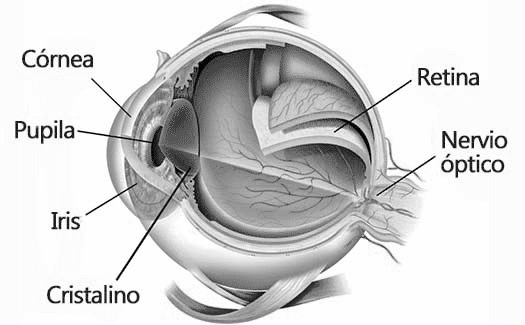 Córnea
Pupila
Iris
Cristalino
Retina
Nervio
óptico